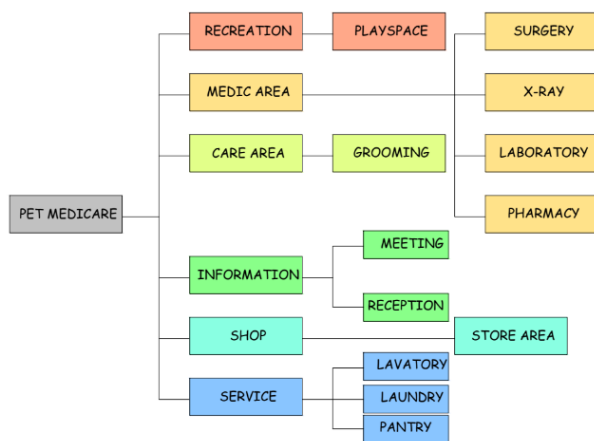 RECREATION
PLAYSPACE
SURGERY
MEDIC AREA
X-RAY
CARE AREA
GROOMING
LABORATORY
PET MEDICARE
PHARMACY
MEETING
INFORMATION
RECEPTION
SHOP
STORE AREA
LAVATORY
SERVICE
LAUNDRY
PANTRY